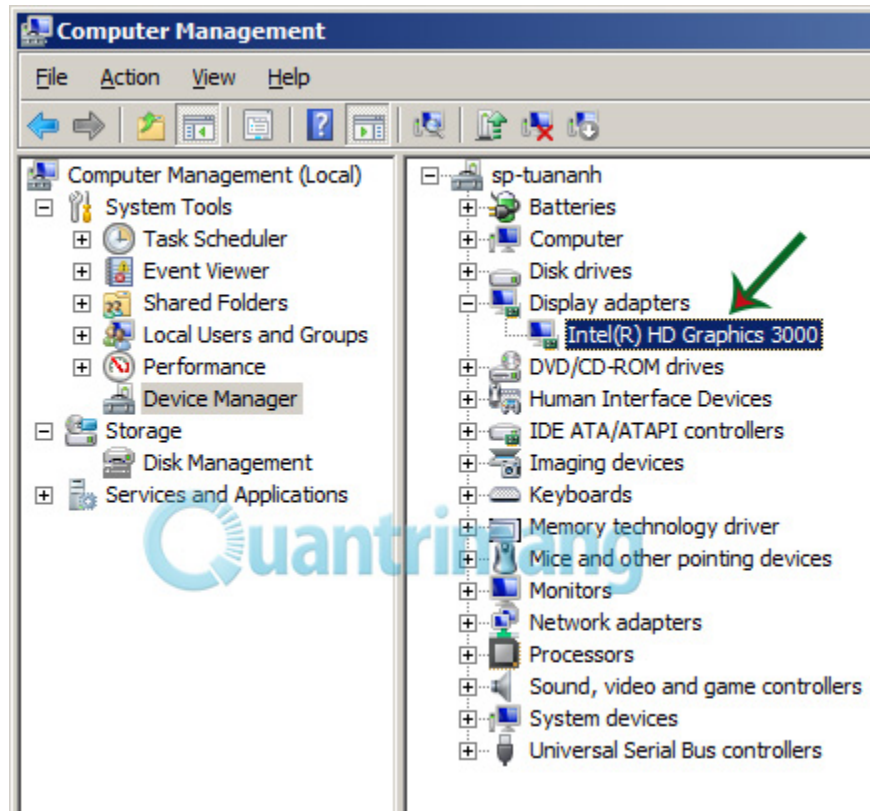 Computer Management
File Action View Help
Computer Management (Local)
System Tools
Task Scheduler
Event Viewer
Shared Folders
Local Users and Groups
Performance
Device Manager
Storage
Disk Management
Services and Applications
sp-tuananh
Batteries
Computer
Disk drives
Display adapters
Intel(R) HD Graphics 3000
DVD/CD-ROM drives
Human Interface Devices
IDE ATA/ATAPI controllers
Imaging devices
Keyboards
Memory technology driver
Mice and other pointing devices
Monitors
Network adapters
Processors
Sound, video and game controllers
System devices
Universal Serial Bus controllers
Quantrimang